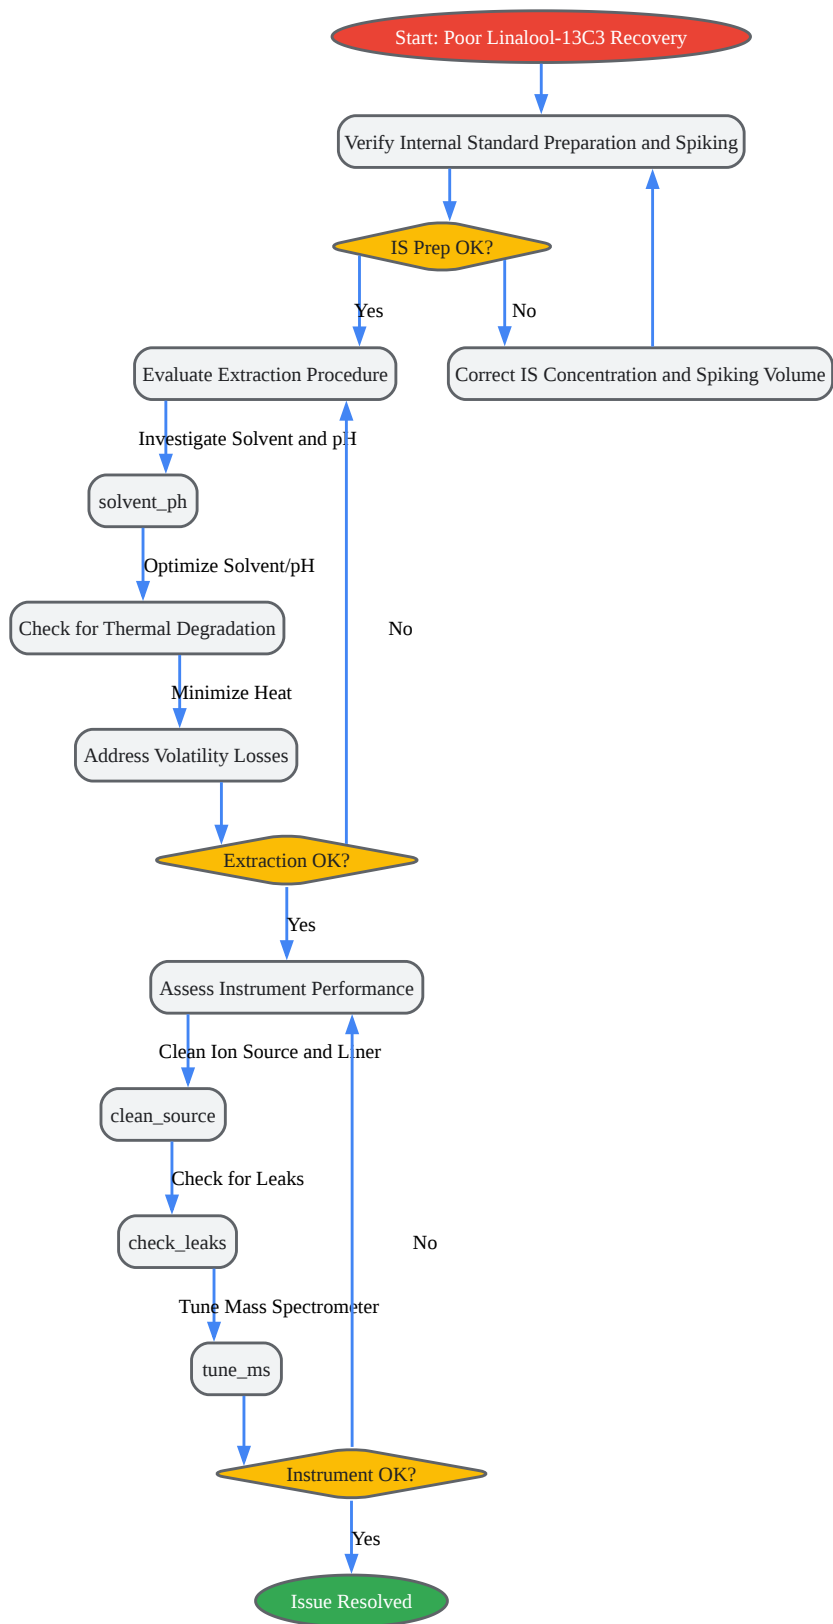 Start: Poor Linalool-13C3 Recovery
Verify Internal Standard Preparation and Spiking
IS Prep OK?
Yes
No
Evaluate Extraction Procedure
Correct IS Concentration and Spiking Volume
Investigate Solvent and pH
solvent_ph
Optimize Solvent/pH
Check for Thermal Degradation
No
Minimize Heat
Address Volatility Losses
Extraction OK?
Yes
Assess Instrument Performance
Clean Ion Source and Liner
clean_source
Check for Leaks
check_leaks
No
Tune Mass Spectrometer
tune_ms
Instrument OK?
Yes
Issue Resolved